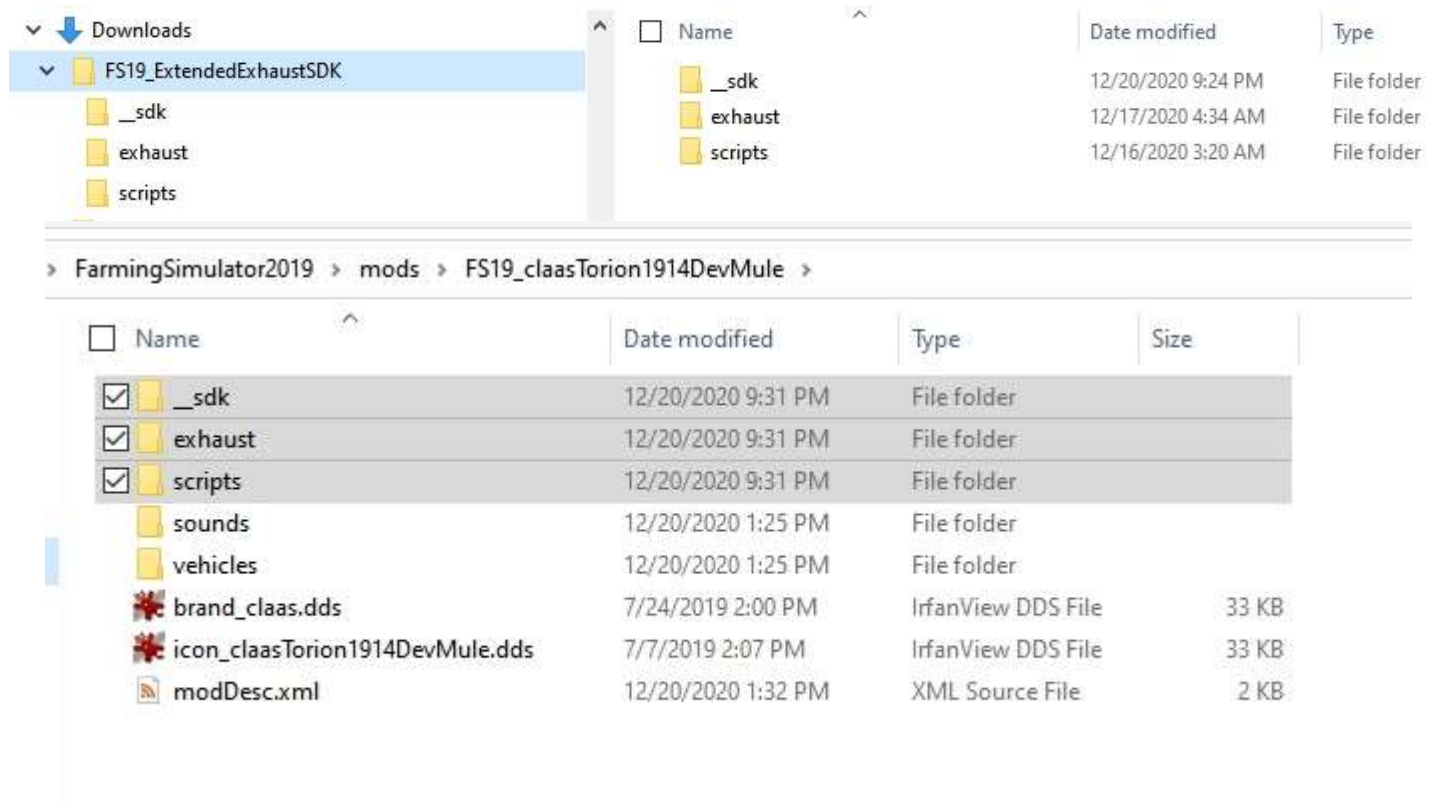 Downloads
FS19_ExtendedExhaustSDK
__sdk
exhaust
scripts
Name Date modified Type
__sdk 12/20/2020 9:24 PM File folder
exhaust 12/17/2020 4:34 AM File folder
scripts 12/16/2020 3:20 AM File folder
> FarmingSimulator2019 > mods > FS19_claasTorion1914DevMule >
Name Date modified Type Size
__sdk 12/20/2020 9:31 PM File folder
exhaust 12/20/2020 9:31 PM File folder
scripts 12/20/2020 9:31 PM File folder
sounds 12/20/2020 1:25 PM File folder
vehicles 12/20/2020 1:25 PM File folder
brand_claas.dds 7/24/2019 2:00 PM IrfanView DDS File 33 KB
icon_claasTorion1914DevMule.dds 7/7/2019 2:07 PM IrfanView DDS File 33 KB
modDesc.xml 12/20/2020 1:32 PM XML Source File 2 KB